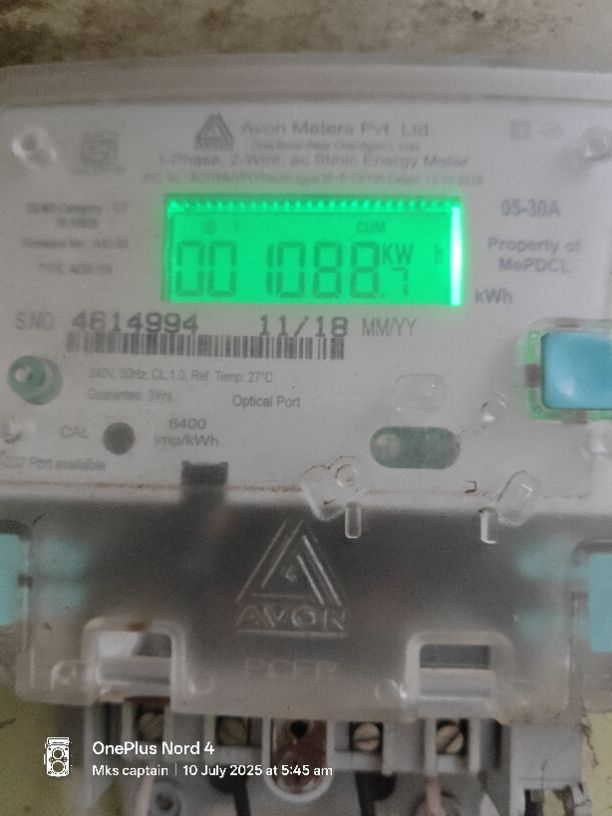 Avon Meters Pvt. Ltd.
1-Phase, 2-Wire, ac Static Energy Meter
05-30A
Property of
MePDCL
CUM
001088.7 KW h
kWh
S.NO. 4614994 11/18 MM/YY
240V, 50Hz, CL.1.0, Ref. Temp. 27°C
Guarantee: 3Yrs.
Optical Port
CAL
6400
imp/kWh
Port available
AVON
OnePlus Nord 4
Mks captain | 10 July 2025 at 5:45 am